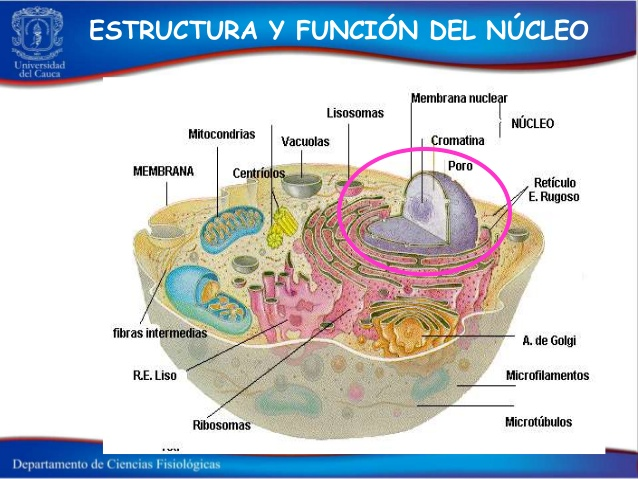 ESTRUCTURA Y FUNCIÓN DEL NÚCLEO
Universidad
del Cauca
Membrana nuclear
Lisosomas
NÚCLEO
Mitocondrias
Vacuolas
Cromatina
MEMBRANA
Centríolos
Poro
Retículo
E. Rugoso
fibras intermedias
A. de Golgi
R.E. Liso
Microfilamentos
Ribosomas
Microtúbulos
Departamento de Ciencias Fisiológicas